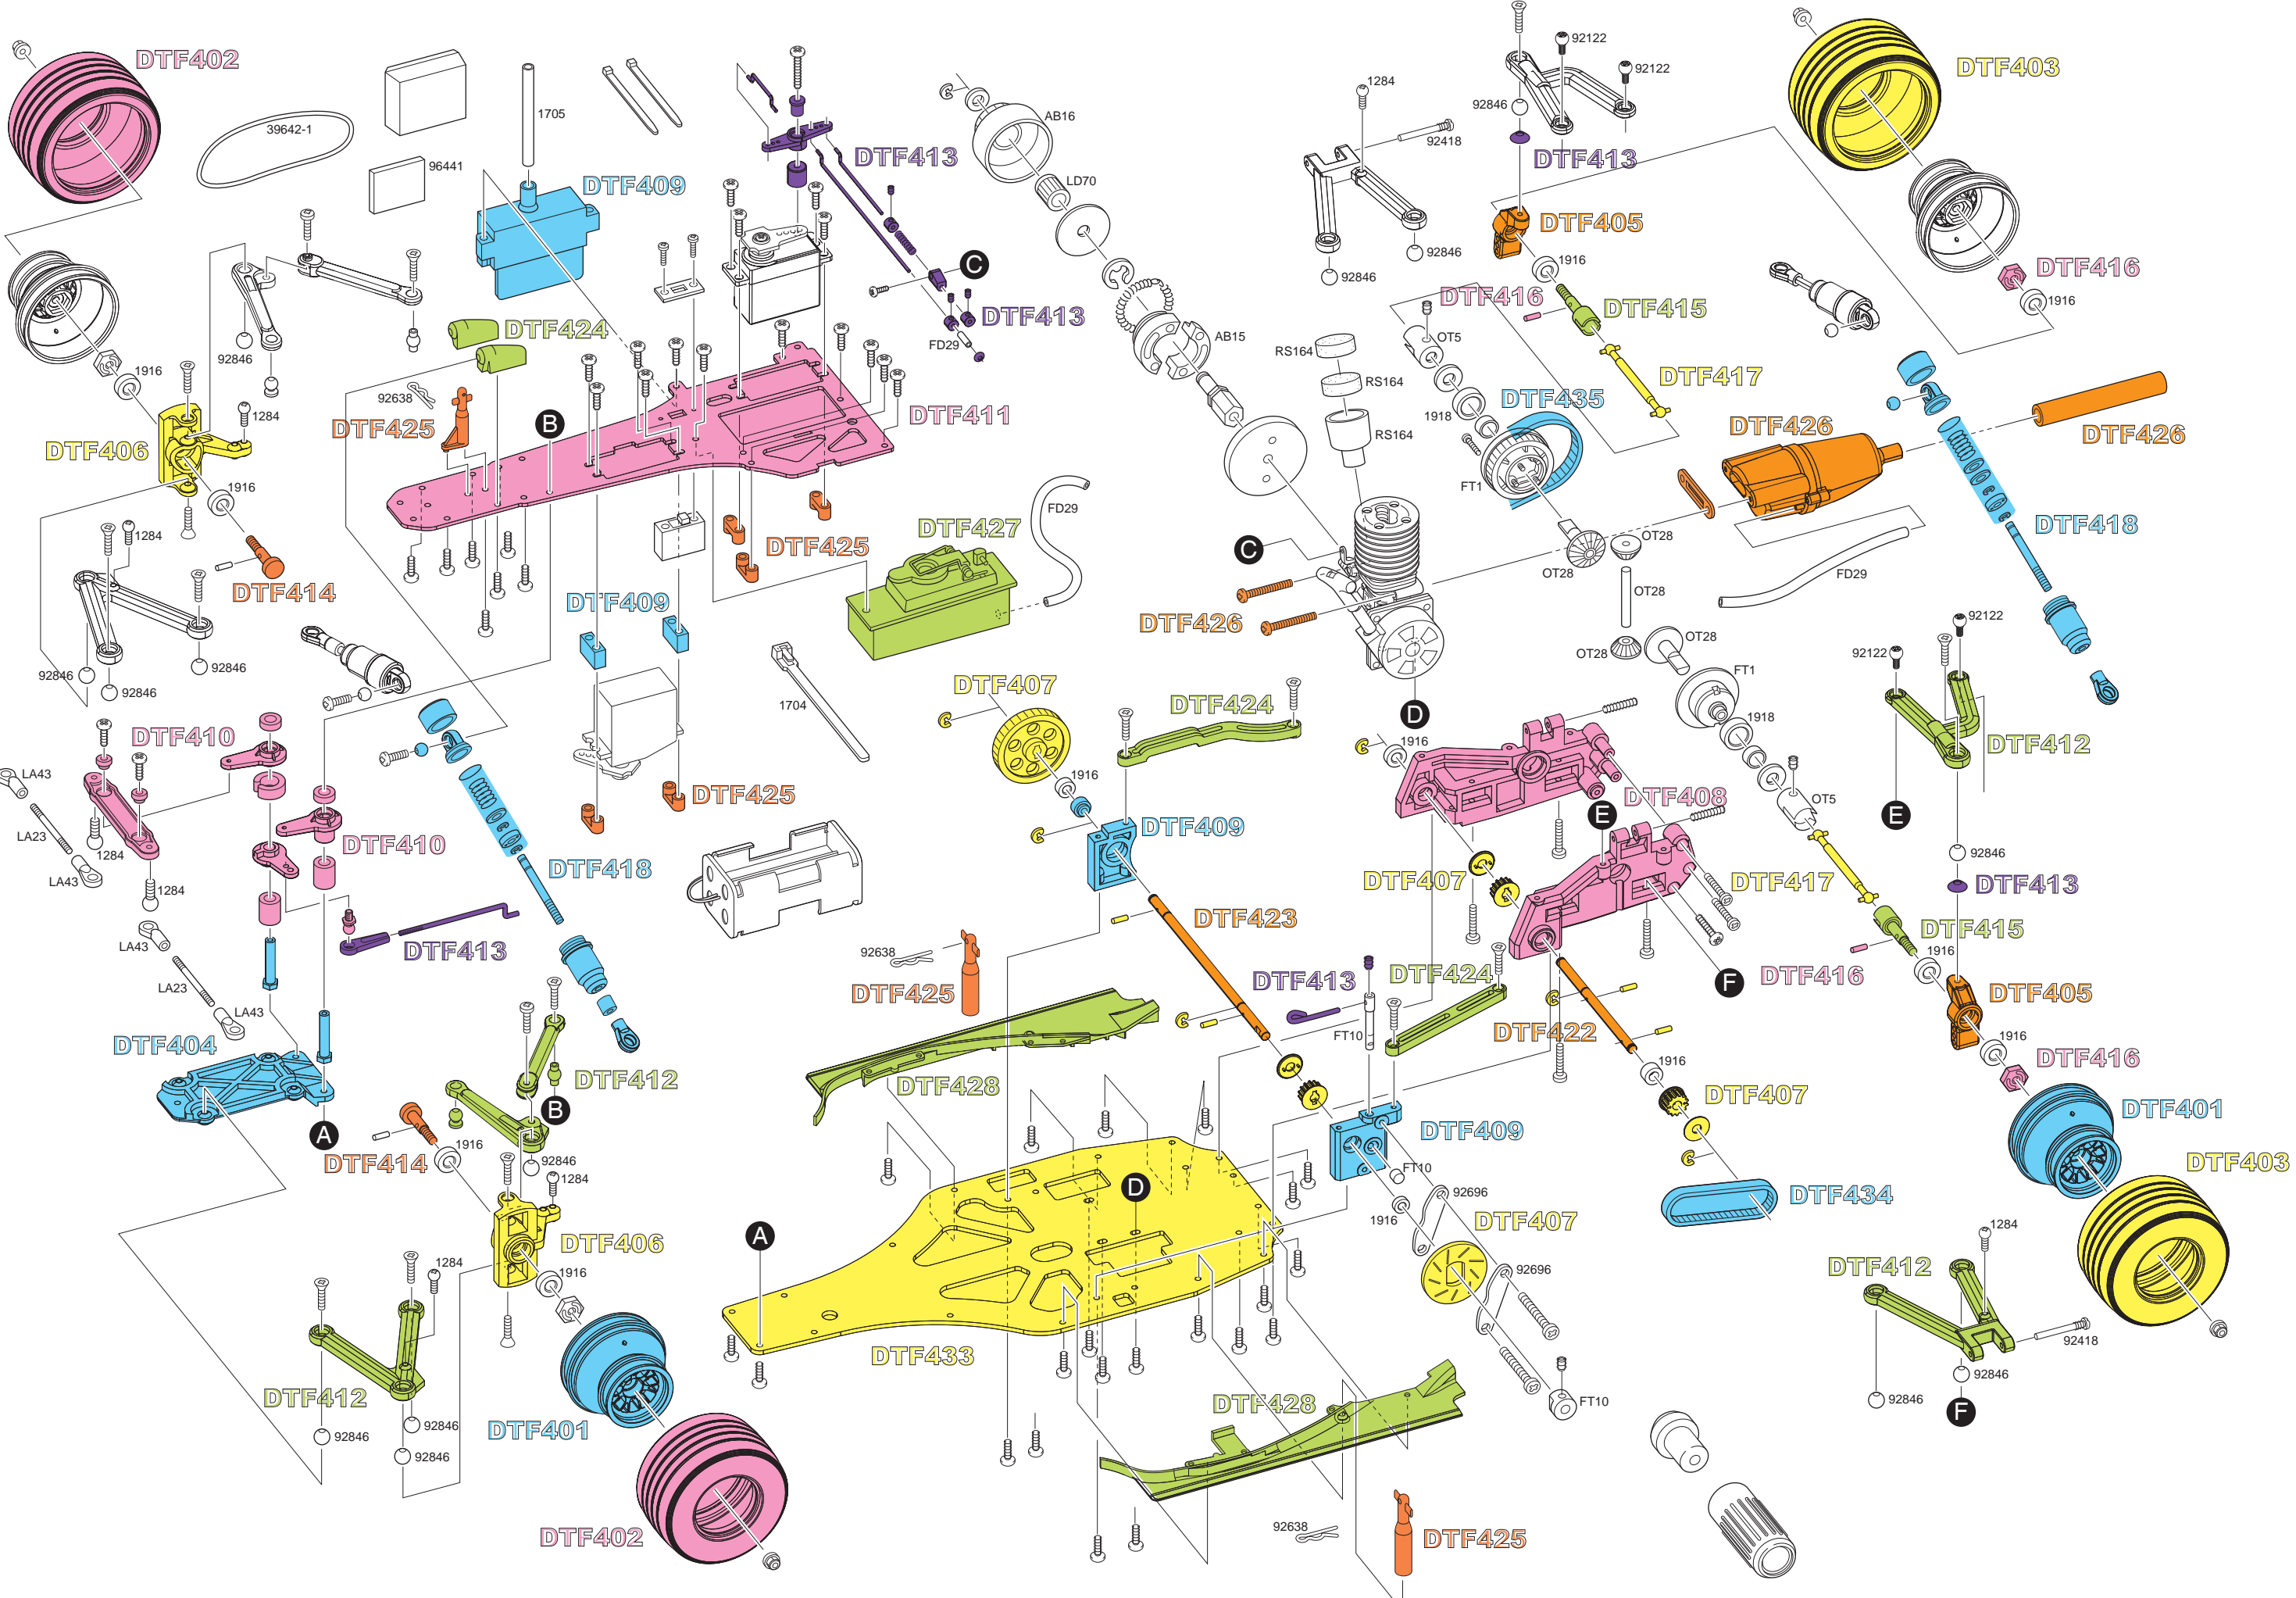 DTF402
39642-1
96441
1705
DTF409
DTF413
AB16
LD70
1284
92418
92122
92122
92846
DTF413
DTF403
DTF405
1916
DTF416
DTF415
DTF416
1916
92846
92846
C
DTF413
FD29
AB15
RS164
RS164
RS164
OT5
1918
DTF435
DTF417
FT1
92846
DTF424
92638
DTF425
B
DTF411
1916
1284
DTF406
1916
DTF414
1284
92846
92846
92846
DTF426
DTF426
DTF418
FD29
FD29
DTF427
DTF425
DTF409
C
DTF426
OT28
OT28
OT28
OT28
OT28
FT1
1918
OT5
D
92122
92122
DTF412
E
92846
DTF413
DTF410
LA43
LA23
LA43
1284
1284
DTF410
LA43
LA23
LA43
DTF413
DTF418
1704
DTF425
DTF407
1916
DTF424
DTF409
1916
DTF408
E
DTF407
DTF417
DTF415
DTF416
1916
F
DTF405
1916
DTF416
DTF401
DTF403
92638
DTF425
DTF423
DTF413
DTF424
FT10
DTF422
1916
DTF407
DTF404
A
DTF412
B
DTF414
1916
92846
1284
DTF406
1916
DTF428
DTF409
FT10
1916
92696
DTF407
92696
DTF434
D
A
DTF433
1284
DTF412
92846
92846
92846
DTF401
DTF402
DTF428
FT10
92638
DTF425
DTF412
1284
92418
92846
92846
F